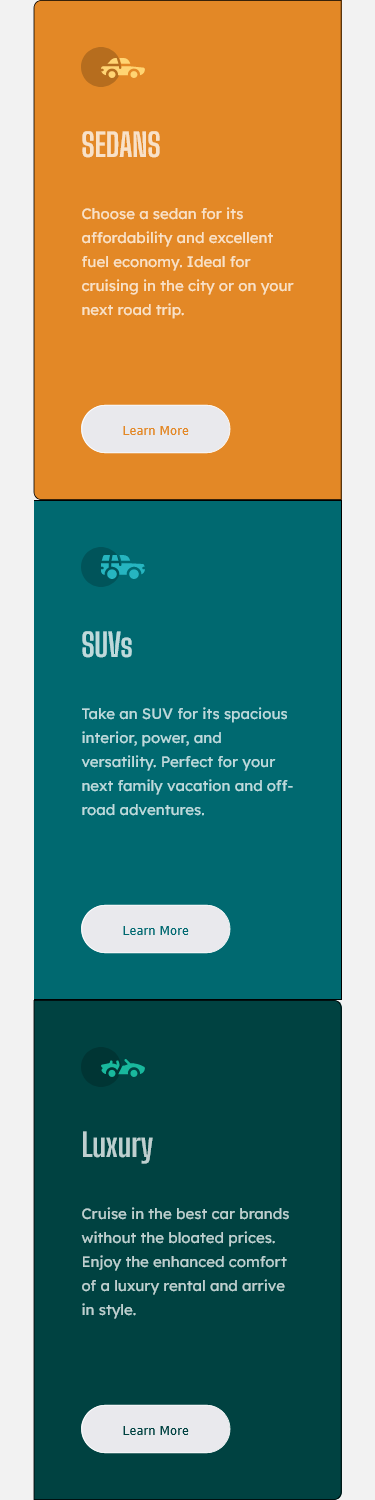 SEDANS
Choose a sedan for its
affordability and excellent
fuel economy. Ideal for
cruising in the city or on your
next road trip.
Learn More
SUVs
Take an SUV for its spacious
interior, power, and
versatility. Perfect for your
next family vacation and off-
road adventures.
Learn More
Luxury
Cruise in the best car brands
without the bloated prices.
Enjoy the enhanced comfort
of a luxury rental and arrive
in style.
Learn More